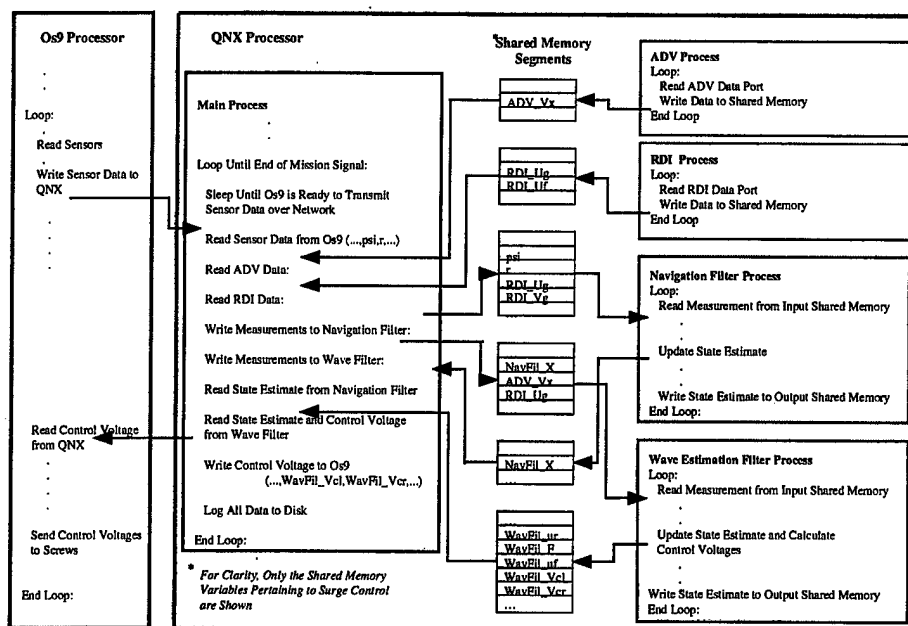 Os9 Processor
.
.
.
Loop:
.
Read Sensors
.
Write Sensor Data to
QNX
.
.
.
.
.
Read Control Voltage
from QNX
.
.
.
.
.
Send Control Voltages
to Screws
End Loop:
QNX Processor
Main Process
.
.
.
Loop Until End of Mission Signal:
Sleep Until Os9 is Ready to Transmit
Sensor Data over Network
Read Sensor Data from Os9 (...,psi,r,...)
Read ADV Data:
Read RDI Data:
Write Measurements to Navigation Filter:
Write Measurements to Wave Filter:
Read State Estimate from Navigation Filter
Read State Estimate and Control Voltage
from Wave Filter
Write Control Voltage to Os9
(...,WavFil_Vcl,WavFil_Vcr,...)
Log All Data to Disk
End Loop:
* For Clarity, Only the Shared Memory
Variables Pertaining to Surge Control
are Shown
*Shared Memory
Segments
ADV_Vx
RDI_Ug
RDI_Uf
psi
r
RDI_Ug
RDI_Vg
NavFil_X
ADV_Vx
RDI_Ug
NavFil_X
WavFil_ur
WavFil_F
WavFil_uf
WavFil_Vcl
WavFil_Vcr
...
ADV Process
Loop:
Read ADV Data Port
Write Data to Shared Memory
End Loop
RDI Process
Loop:
Read RDI Data Port
Write Data to Shared Memory
End Loop
Navigation Filter Process
Loop:
Read Measurement from Input Shared Memory
.
.
Update State Estimate
.
.
Write State Estimate to Output Shared Memory
End Loop:
Wave Estimation Filter Process
Loop:
Read Measurement from Input Shared Memory
.
.
Update State Estimate and Calculate
Control Voltages
.
.
.
Write State Estimate to Output Shared Memory
End Loop: